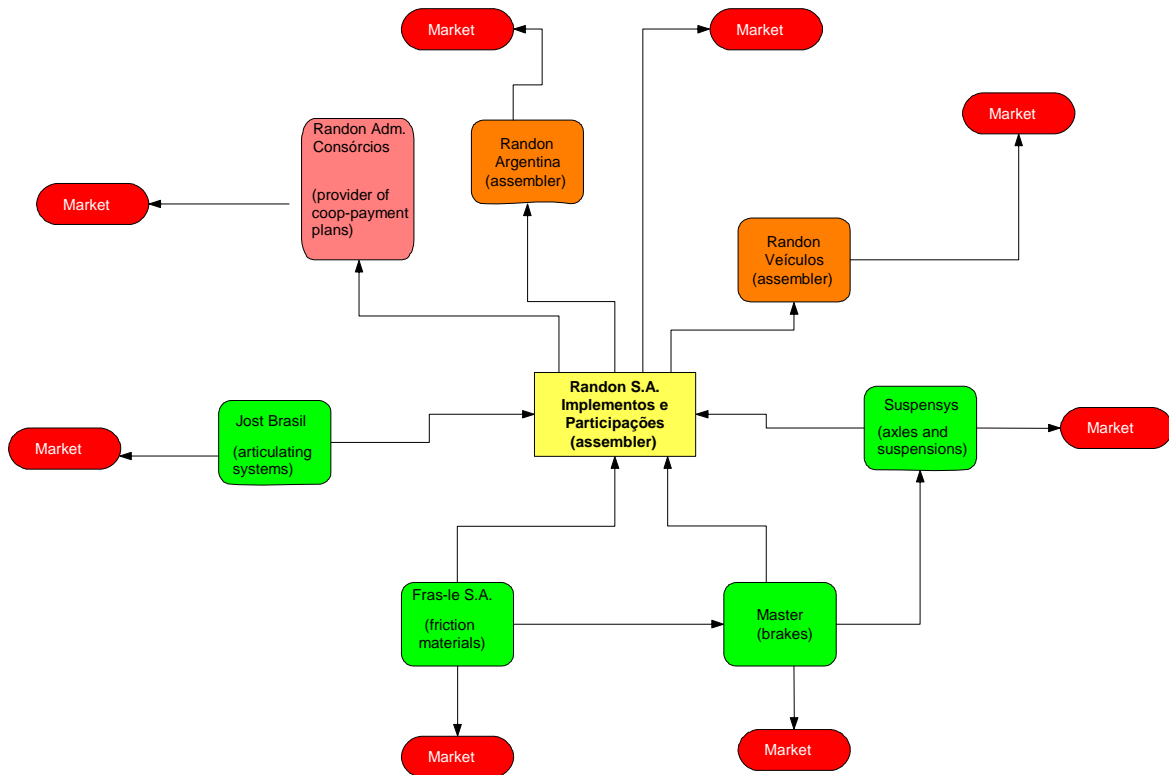 Market
Market
Market
Randon Adm.
Consórcios
(provider of
coop-payment
plans)
Randon
Argentina
(assembler)
Market
Randon
Veículos
(assembler)
Randon S.A.
Implementos e
Participações
(assembler)
Jost Brasil
(articulating
systems)
Market
Suspensys
(axles and
suspensions)
Market
Fras-le S.A.
(friction
materials)
Master
(brakes)
Market
Market